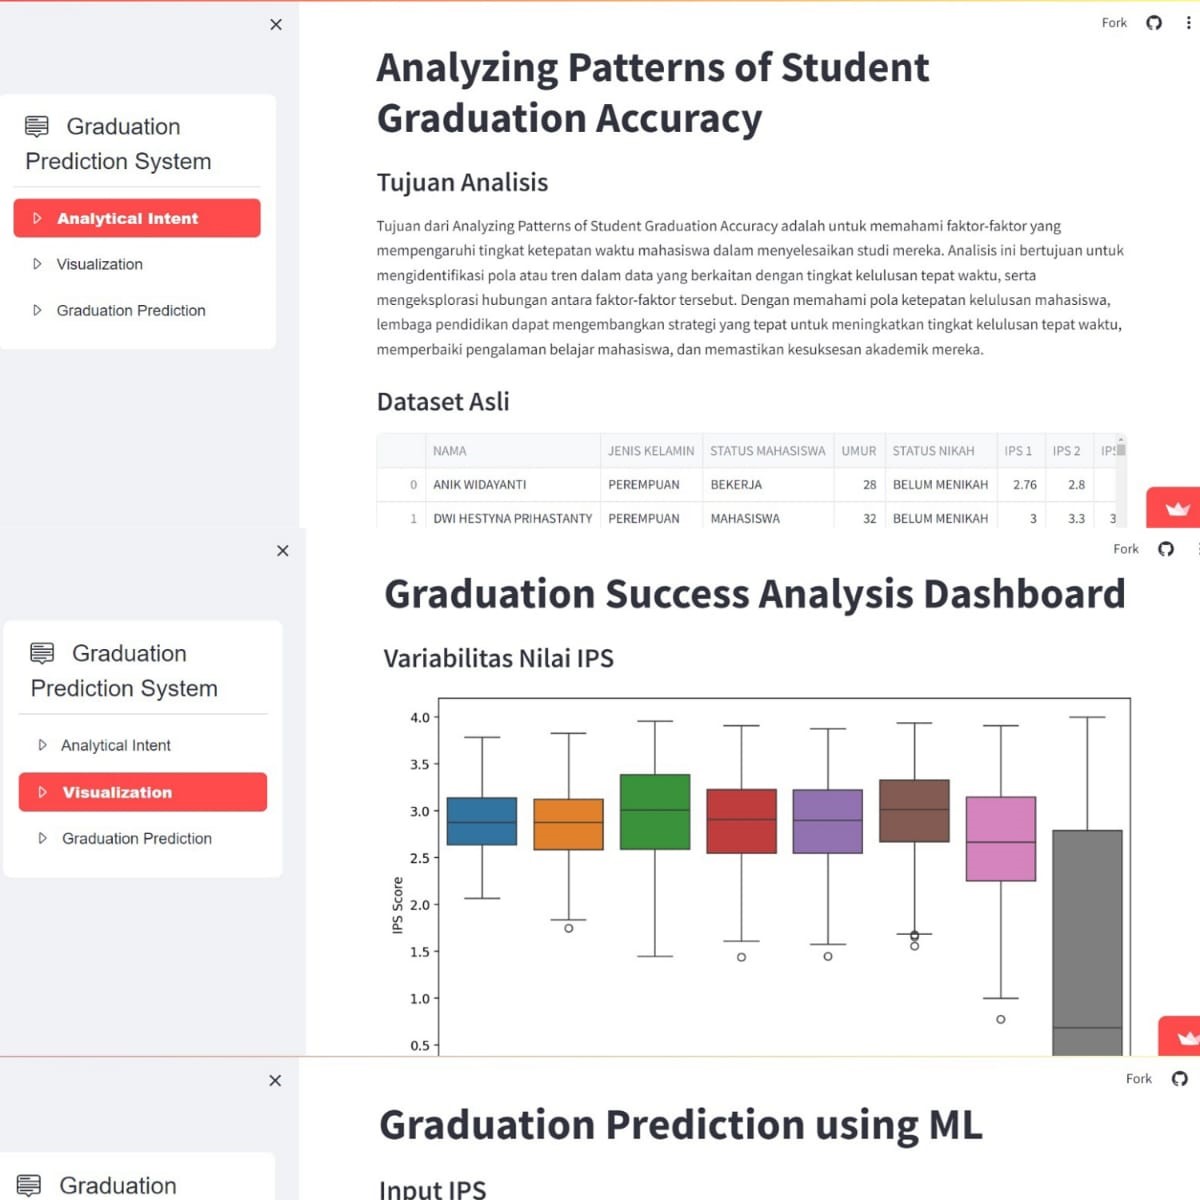 Fork
Graduation
Prediction System
Analytical Intent
Visualization
Graduation Prediction
Analyzing Patterns of Student
Graduation Accuracy
Tujuan Analisis
Tujuan dari Analyzing Patterns of Student Graduation Accuracy adalah untuk memahami faktor-faktor yang
mempengaruhi tingkat ketepatan waktu mahasiswa dalam menyelesaikan studi mereka. Analisis ini bertujuan untuk
mengidentifikasi pola atau tren dalam data yang berkaitan dengan tingkat kelulusan tepat waktu, serta
mengeksplorasi hubungan antara faktor-faktor tersebut. Dengan memahami pola ketepatan kelulusan mahasiswa,
lembaga pendidikan dapat mengembangkan strategi yang tepat untuk meningkatkan tingkat kelulusan tepat waktu,
memperbaiki pengalaman belajar mahasiswa, dan memastikan kesuksesan akademik mereka.
Dataset Asli
NAMA JENIS KELAMIN STATUS MAHASISWA UMUR STATUS NIKAH IPS 1 IPS 2
0 ANIK WIDAYANTI PEREMPUAN BEKERJA 28 BELUM MENIKAH 2.76 2.8
1 DWI HESTYNA PRIHASTANTY PEREMPUAN MAHASISWA 32 BELUM MENIKAH 3 3.3
Fork
Graduation
Prediction System
Analytical Intent
Visualization
Graduation Prediction
Graduation Success Analysis Dashboard
Variabilitas Nilai IPS
IPS Score
4.0
3.5
3.0
2.5
2.0
1.5
1.0
0.5
Fork
Graduation
Graduation Prediction using ML
Input IPS